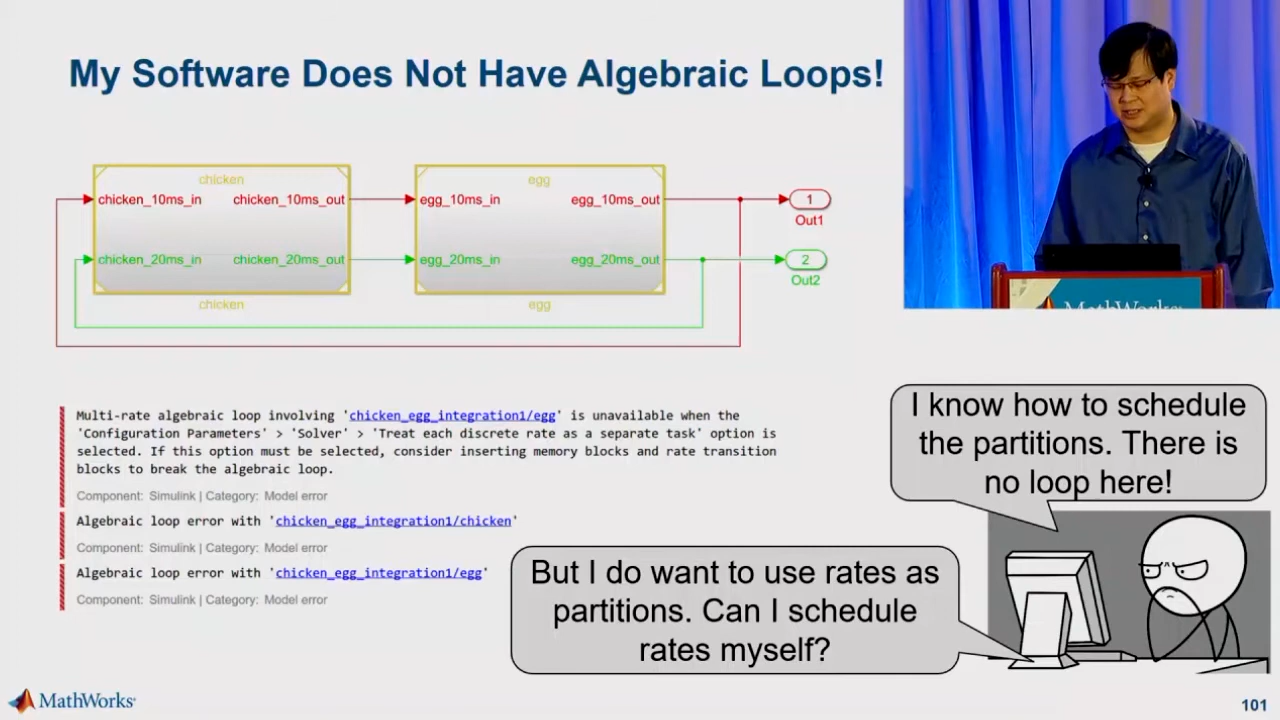 My Software Does Not Have Algebraic Loops!
chicken
chicken_10ms_in
chicken_10ms_out
chicken_20ms_in
chicken_20ms_out
chicken
egg
egg_10ms_in
egg_10ms_out
egg_20ms_in
egg_20ms_out
egg
1
Out1
2
Out2
MathWorks
Multi-rate algebraic loop involving 'chicken_egg_integration1/egg' is unavailable when the
'Configuration Parameters' > 'Solver' > 'Treat each discrete rate as a separate task' option is
selected. If this option must be selected, consider inserting memory blocks and rate transition
blocks to break the algebraic loop.
Component: Simulink | Category: Model error
Algebraic loop error with 'chicken_egg_integration1/chicken'
Component: Simulink | Category: Model error
Algebraic loop error with 'chicken_egg_integration1/egg'
Component: Simulink | Category: Model error
I know how to schedule
the partitions. There is
no loop here!
But I do want to use rates as
partitions. Can I schedule
rates myself?
MathWorks
101